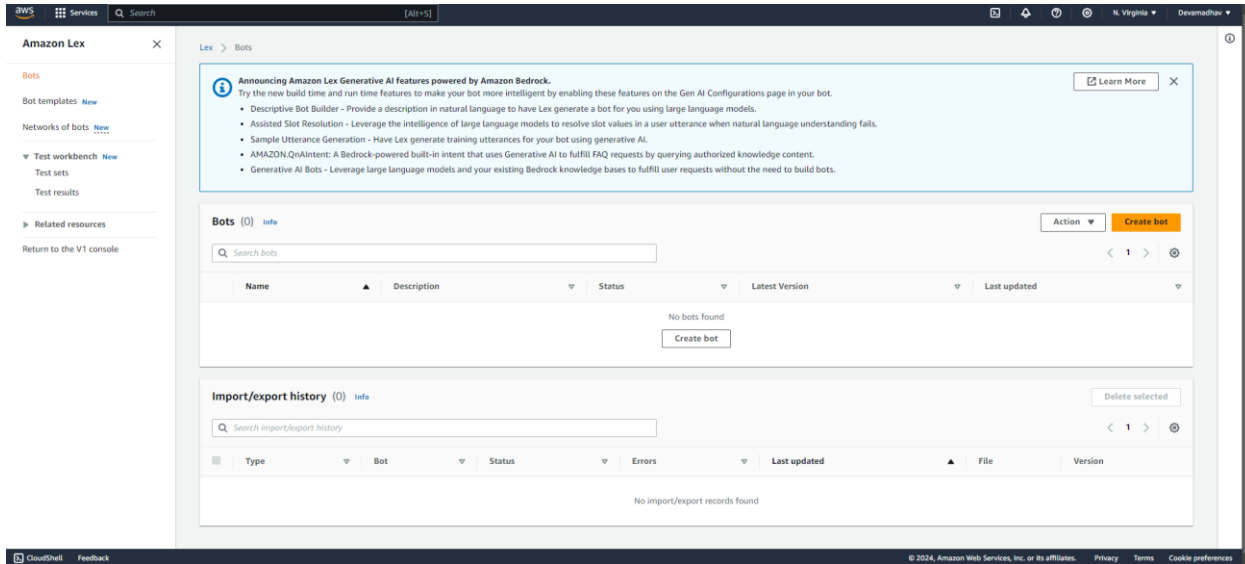 aws Services Search [Alt+S] N. Virginia Devamadhav
Amazon Lex
Bots
Bot templates New
Networks of bots New
Test workbench New
Test sets
Test results
Related resources
Return to the V1 console
Lex > Bots
Announcing Amazon Lex Generative AI features powered by Amazon Bedrock.
Try the new build time and run time features to make your bot more intelligent by enabling these features on the Gen AI Configurations page in your bot.
• Descriptive Bot Builder - Provide a description in natural language to have Lex generate a bot for you using large language models.
• Assisted Slot Resolution - Leverage the intelligence of large language models to resolve slot values in a user utterance when natural language understanding fails.
• Sample Utterance Generation - Have Lex generate training utterances for your bot using generative AI.
• AMAZON.QnAIntent: A Bedrock-powered built-in intent that uses Generative AI to fulfill FAQ requests by querying authorized knowledge content.
• Generative AI Bots - Leverage large language models and your existing Bedrock knowledge bases to fulfill user requests without the need to build bots.
Learn More
Bots (0) Info
Action Create bot
Search bots
< 1 >
Name Description Status Latest Version Last updated
No bots found
Create bot
Import/export history (0) Info
Delete selected
Search import/export history
< 1 >
Type Bot Status Errors Last updated File Version
No import/export records found
CloudShell Feedback © 2024, Amazon Web Services, Inc. or its affiliates. Privacy Terms Cookie preferences